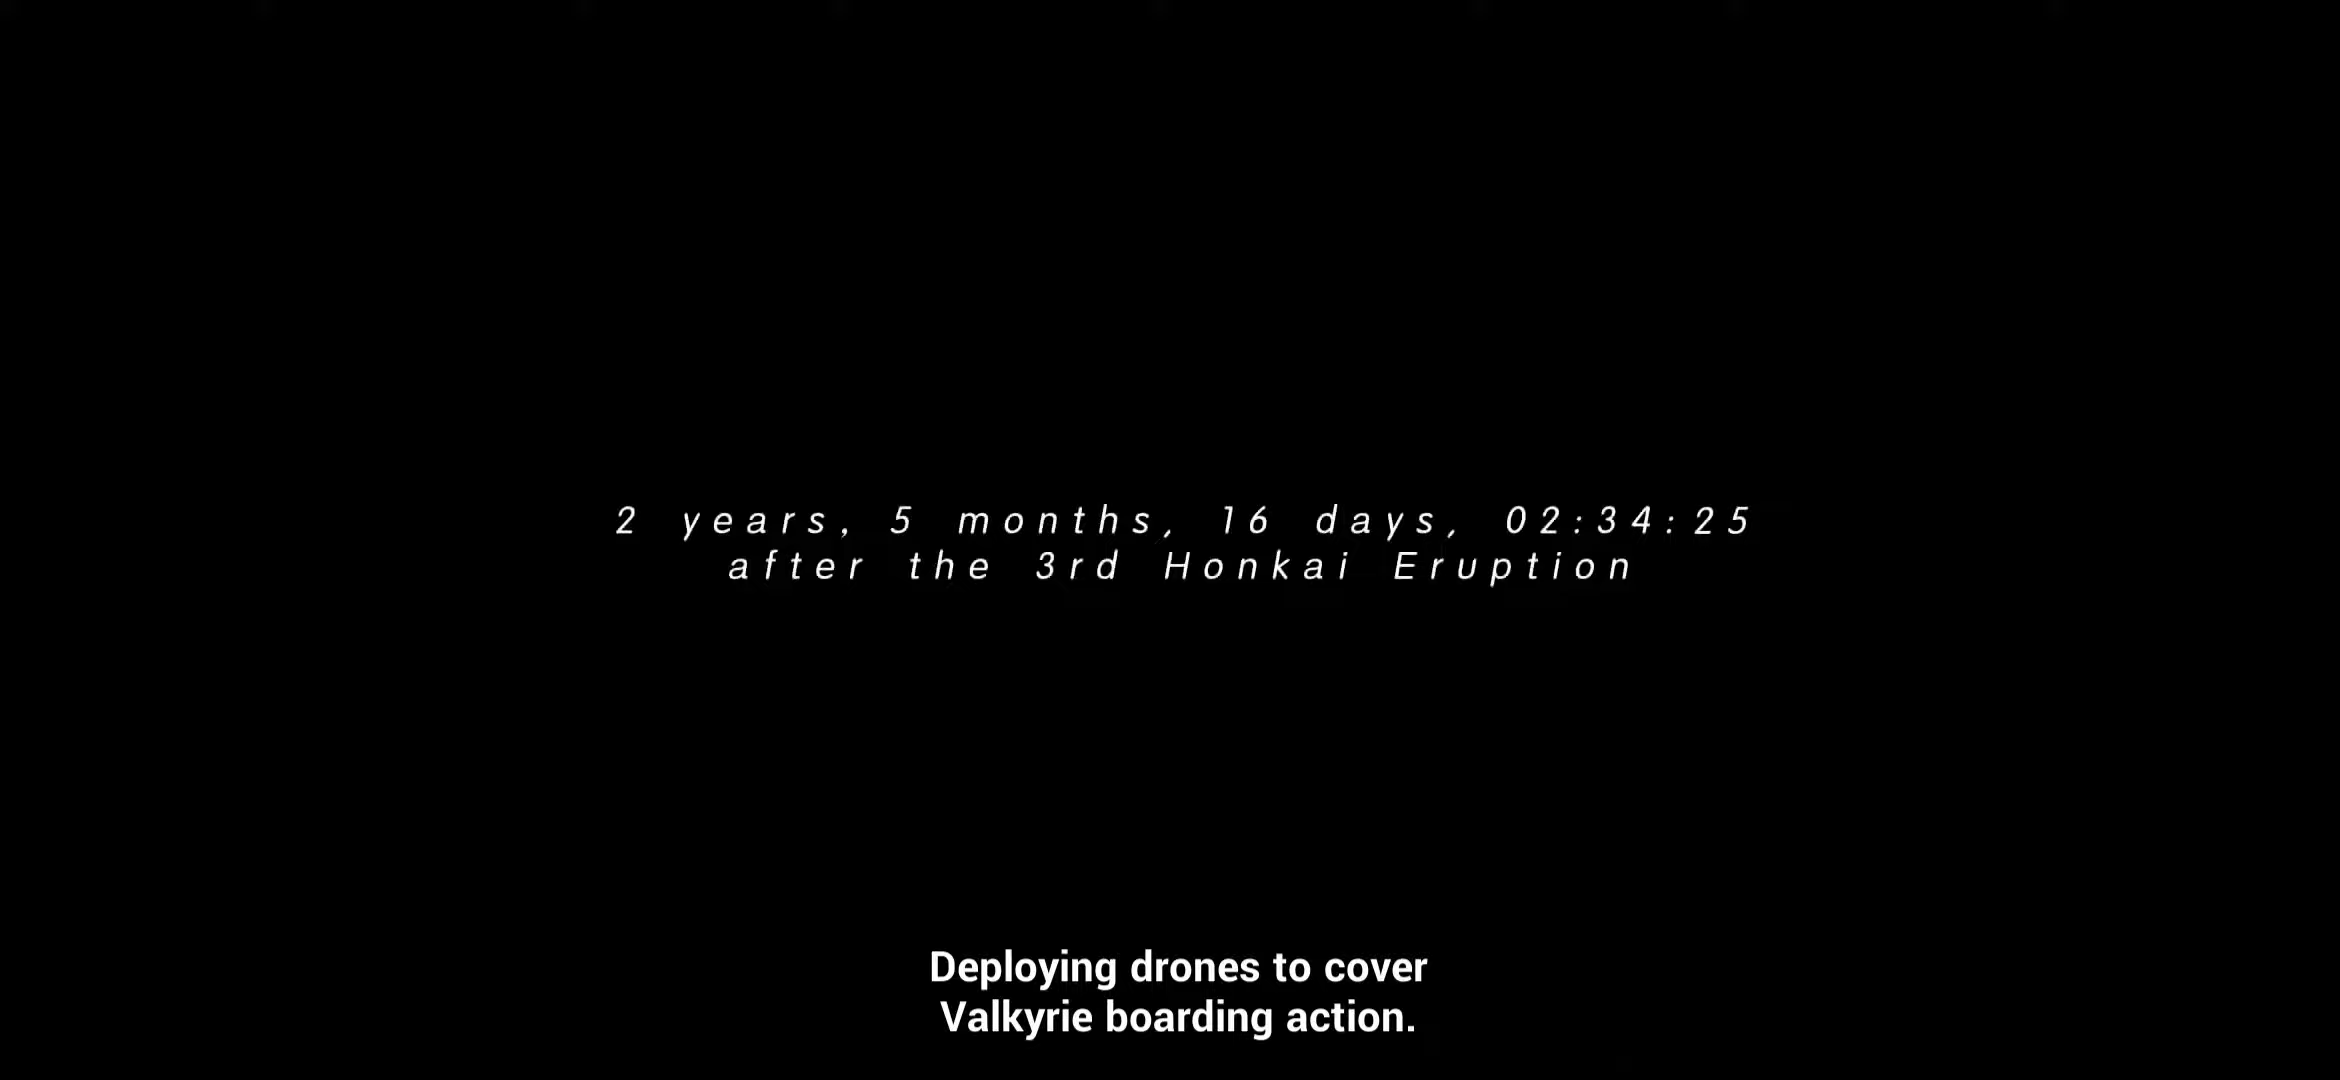 2 years, 5 months, 16 days, 02:34:25
after the 3rd Honkai Eruption
Deploying drones to cover
Valkyrie boarding action.